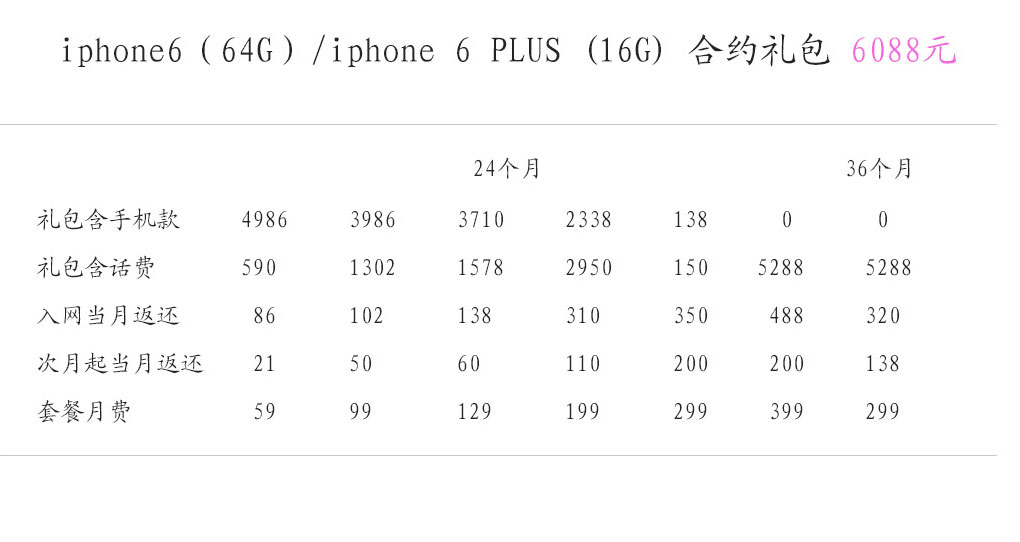 iphone6（64G）/iphone 6 PLUS (16G) 合约礼包 6088元
24个月 36个月
礼包含手机款 4986 3986 3710 2338 138 0 0
礼包含话费 590 1302 1578 2950 150 5288 5288
入网当月返还 86 102 138 310 350 488 320
次月起当月返还 21 50 60 110 200 200 138
套餐月费 59 99 129 199 299 399 299